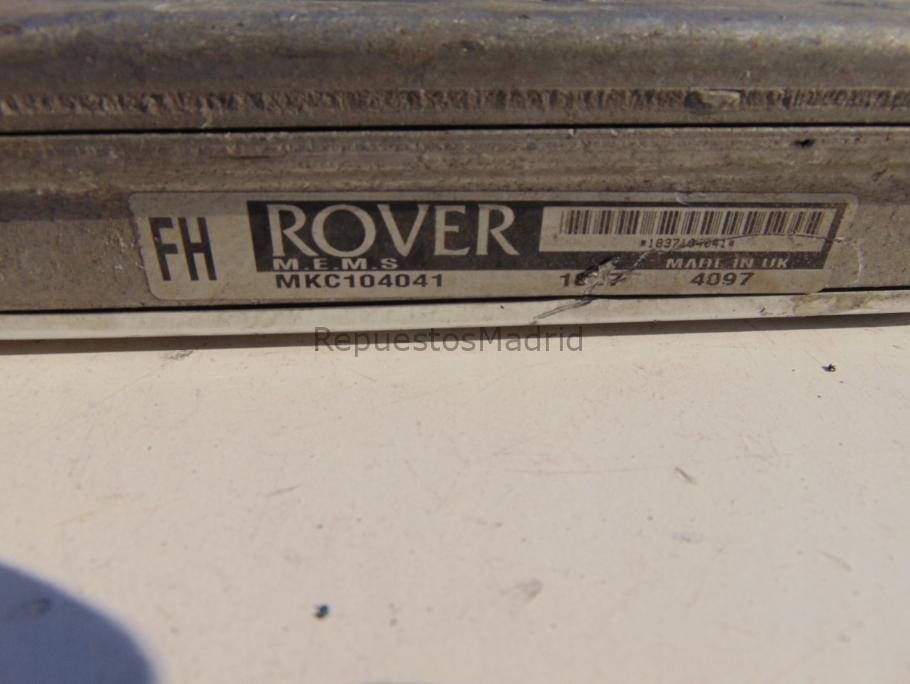 FH
ROVER
M.E.M.S
MADE IN UK
MKC104041
4097
RepuestosMadrid